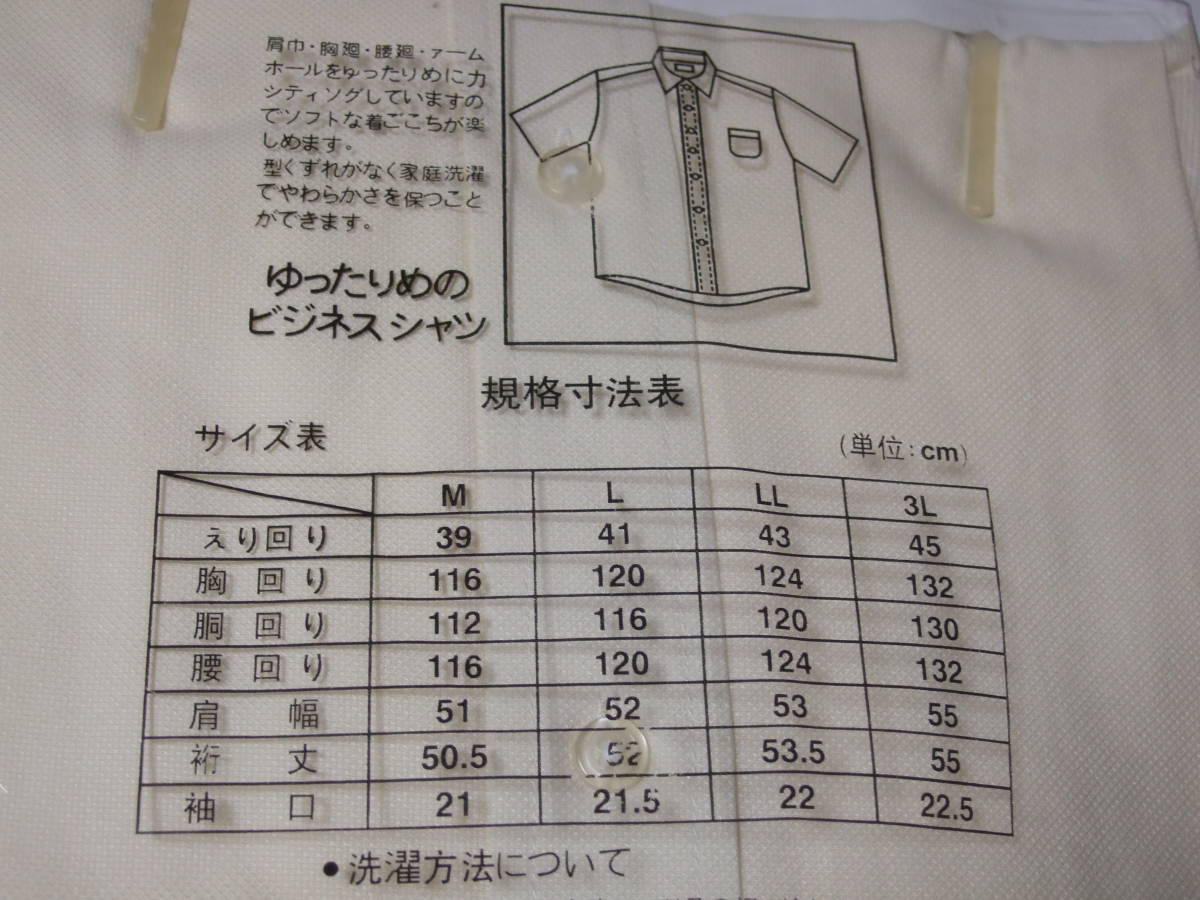 肩巾・胸廻・腰廻・アーム
ホールをゆったりめにカ
シティソグしていますの
でソフトな着ごこちが楽
しめます。
型くずれがなく家庭洗濯
でやわらかさを保つこと
ができます。
ゆったりめの
ビジネスシャツ
規格寸法表
サイズ表
(単位:cm)
M L LL 3L
えり回り 39 41 43 45
胸回り 116 120 124 132
胴回り 112 116 120 130
腰回り 116 120 124 132
肩幅 51 52 53 55
裄丈 50.5 52 53.5 55
袖口 21 21.5 22 22.5
●洗濯方法について